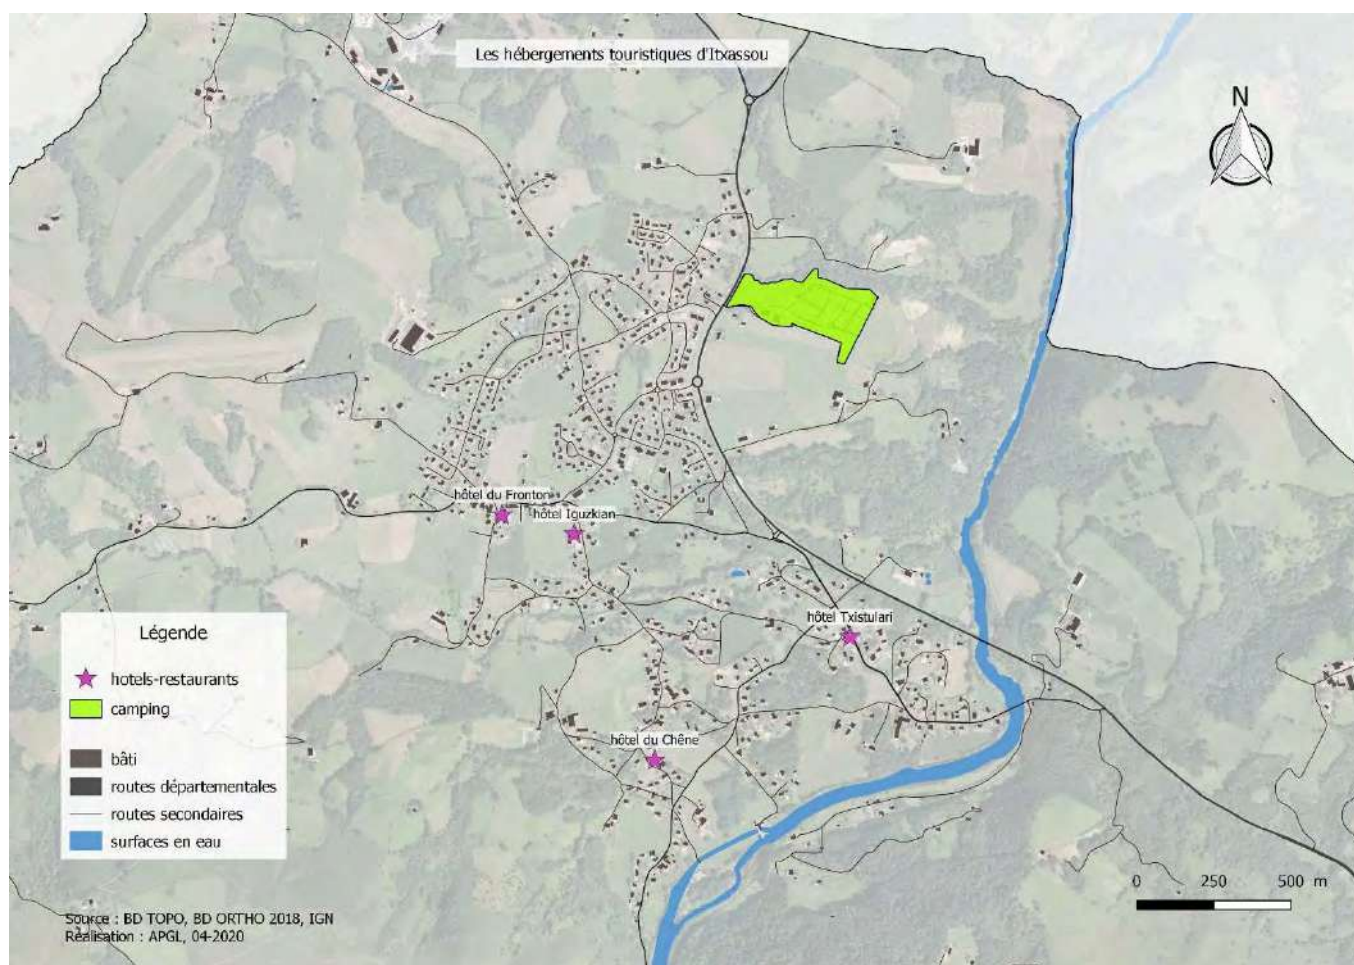 Les hébergements touristiques d'Itxassou
N
hôtel du Fronton
hôtel Iguzkian
hôtel Txistulari
hôtel du Chêne
Légende
hotels-restaurants
camping
bâti
routes départementales
routes secondaires
surfaces en eau
0 250 500 m
Source : BD TOPO, BD ORTHO 2018, IGN
Réalisation : APGL, 04-2020